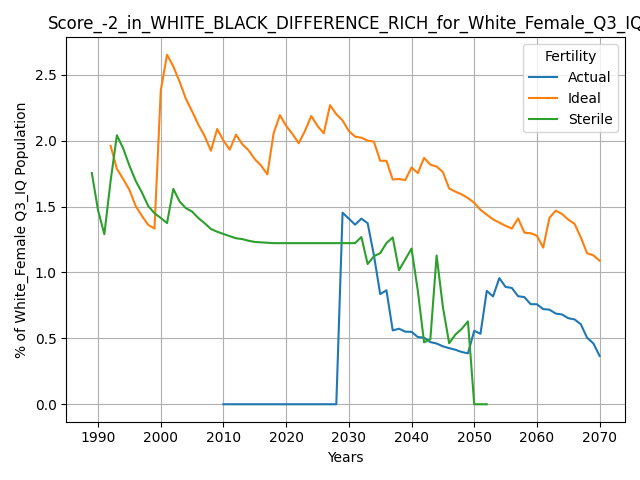 Score_-2_in_WHITE_BLACK_DIFFERENCE_RICH_for_White_Female_Q3_IQ
Fertility
Actual
Ideal
Sterile
% of White_Female Q3_IQ Population
2.5
2.0
1.5
1.0
0.5
0.0
1990 2000 2010 2020 2030 2040 2050 2060 2070
Years